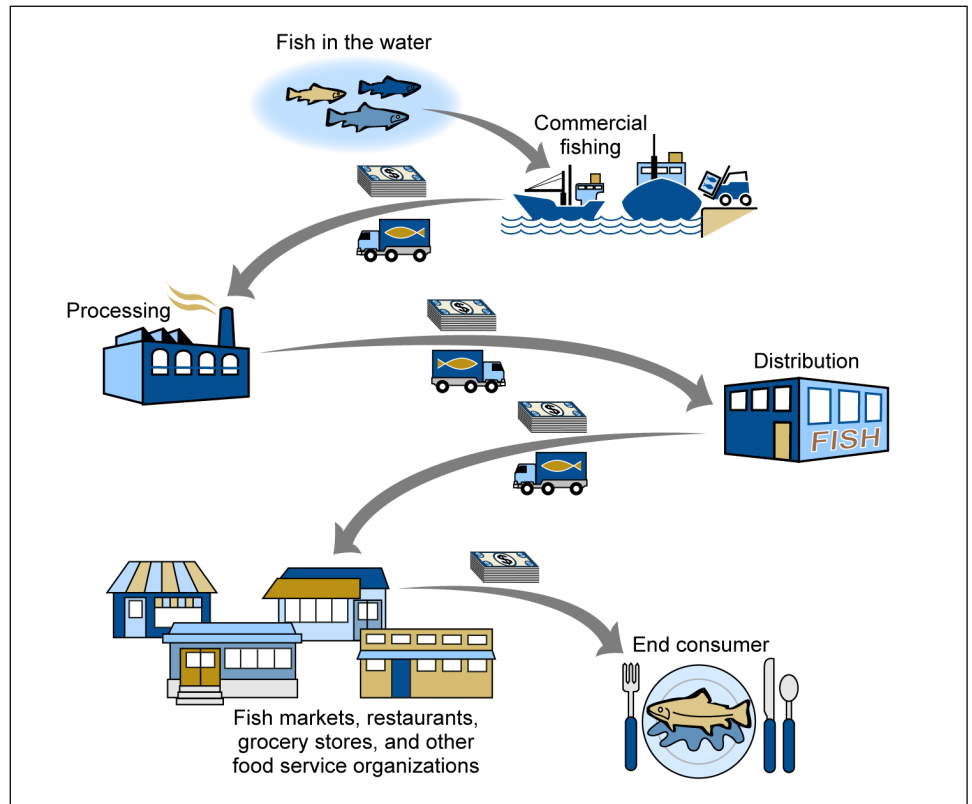 Fish in the water
Commercial
fishing
$
$
Processing
Distribution
$
FISH
$
End consumer
Fish markets, restaurants,
grocery stores, and other
food service organizations